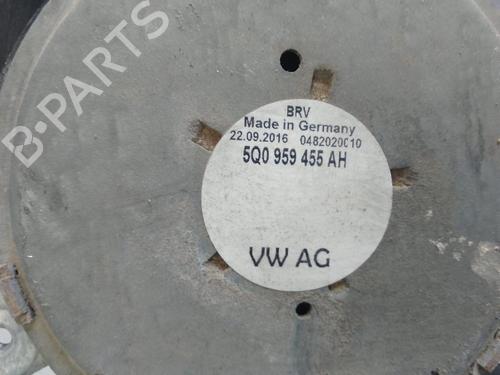 B-PARTS
BRV
Made in Germany
22.09.2016 0482020010
5Q0 959 455 AH
VW AG